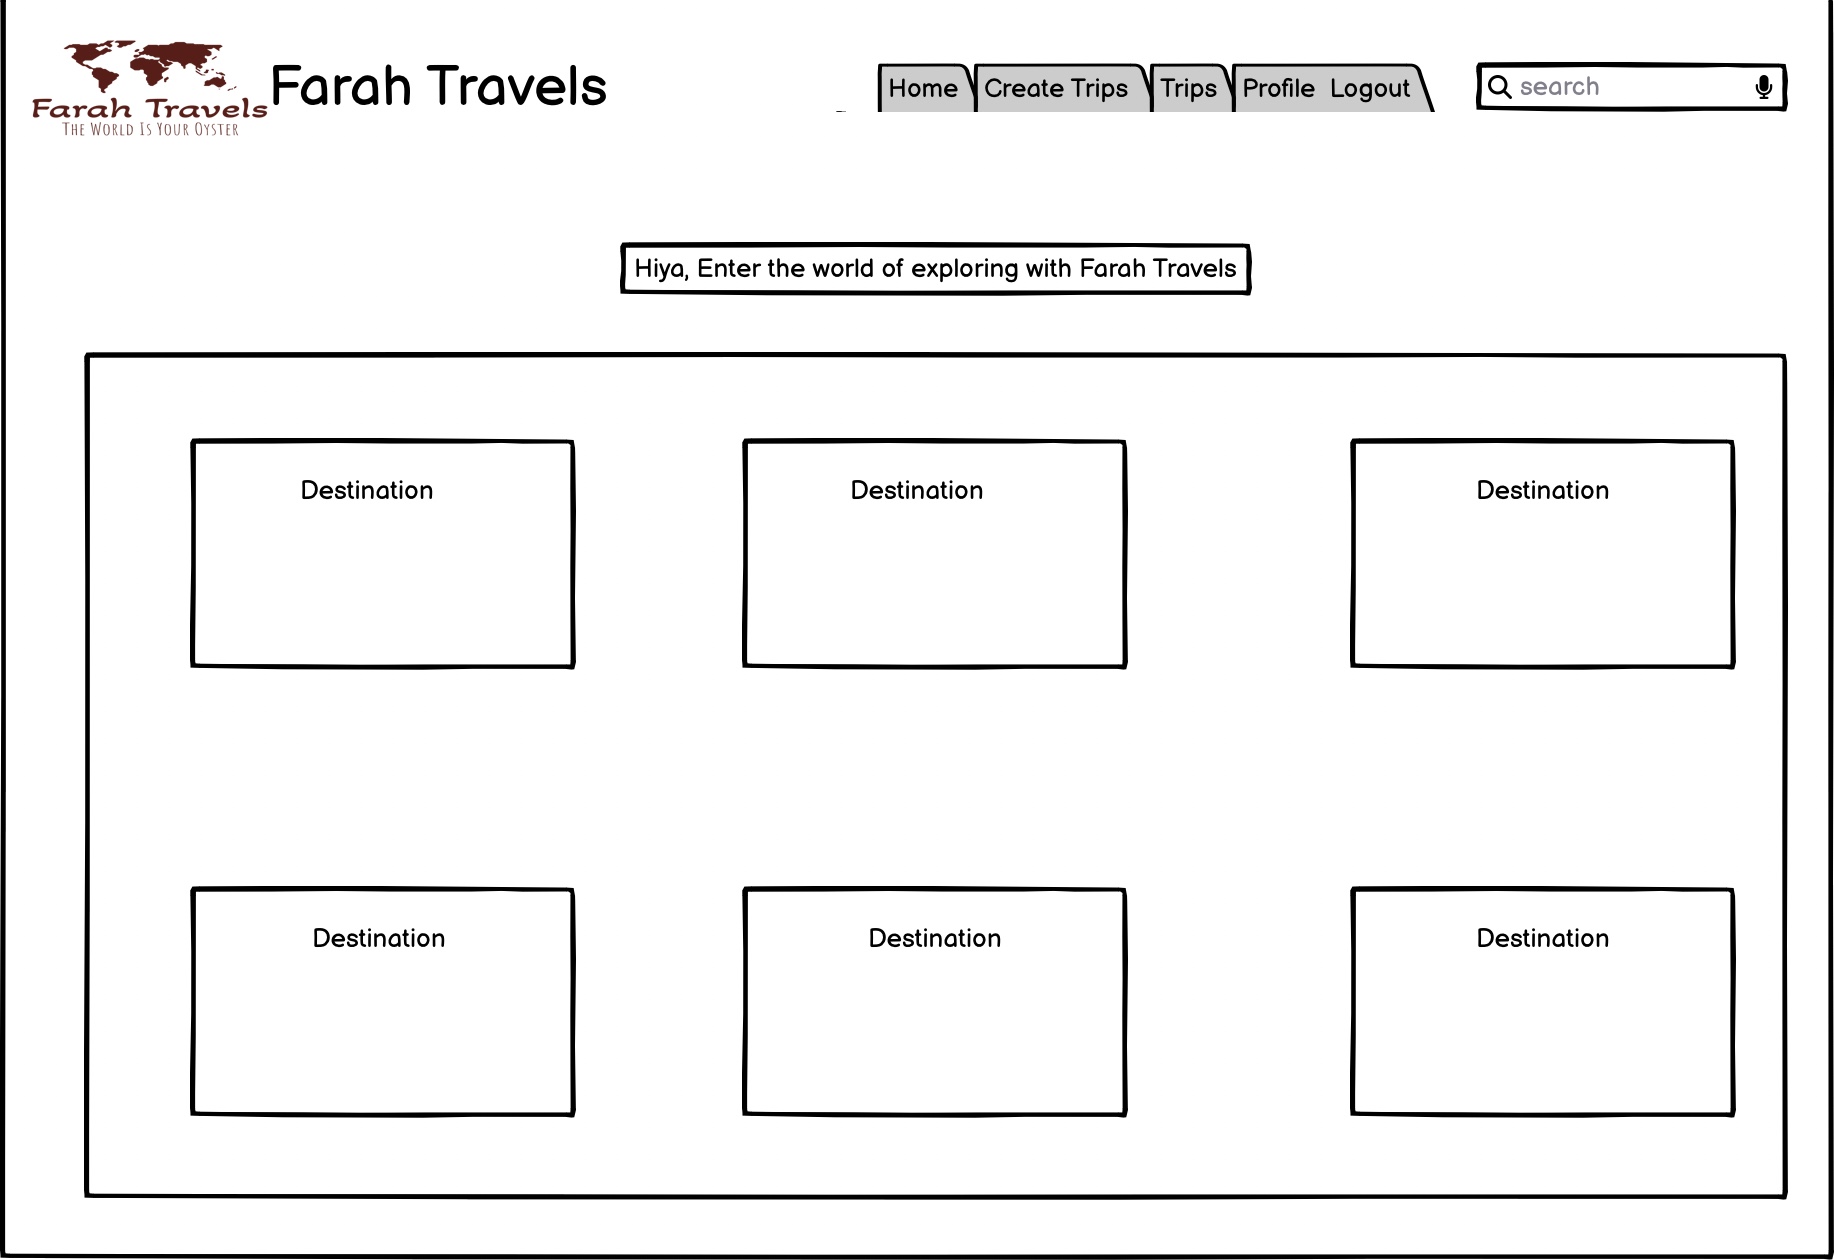 Farah Travels
THE WORLD IS YOUR OYSTER
Farah Travels
Home Create Trips Trips Profile Logout
search
Hiya, Enter the world of exploring with Farah Travels
Destination Destination Destination
Destination Destination Destination